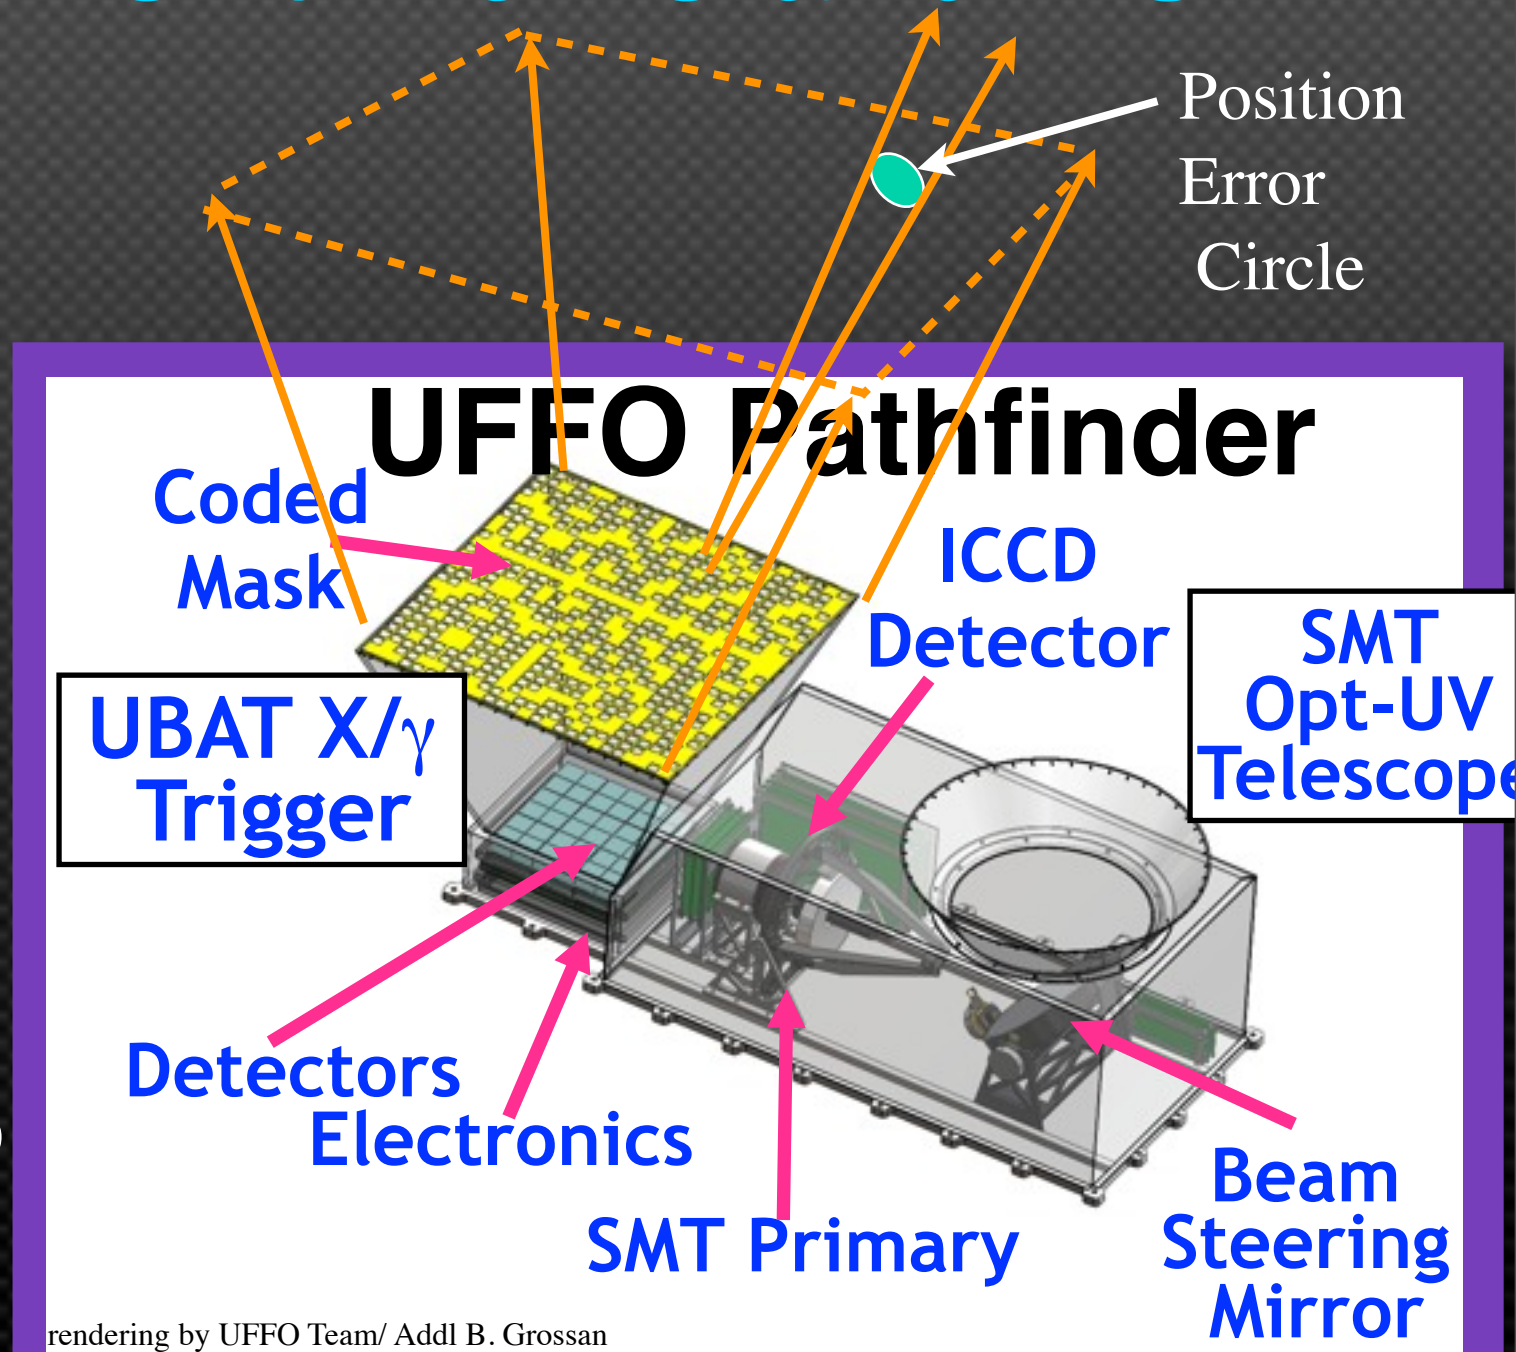 Position
Error
Circle
UFFO Pathfinder
Coded
Mask
ICCD
Detector
SMT
Opt-UV
Telescope
UBAT X/γ
Trigger
Detectors
Electronics
SMT Primary
Beam
Steering
Mirror
rendering by UFFO Team/ Addl B. Grossan